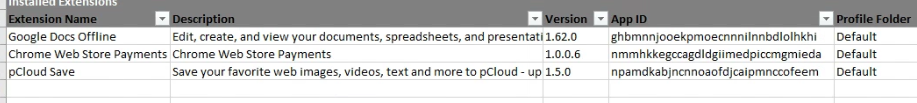 Installed Extensions
Extension Name Description Version App ID Profile Folder
Google Docs Offline Edit, create, and view your documents, spreadsheets, and presentati 1.62.0 ghbmnnjooekpmoecnnnilnnbdlolhkhi Default
Chrome Web Store Payments Chrome Web Store Payments 1.0.0.6 nmmhkkegccagdldgiimedpiccmgmieda Default
pCloud Save Save your favorite web images, videos, text and more to pCloud - up 1.5.0 npamdkabjncnnoaofdjcaipmnccofeem Default